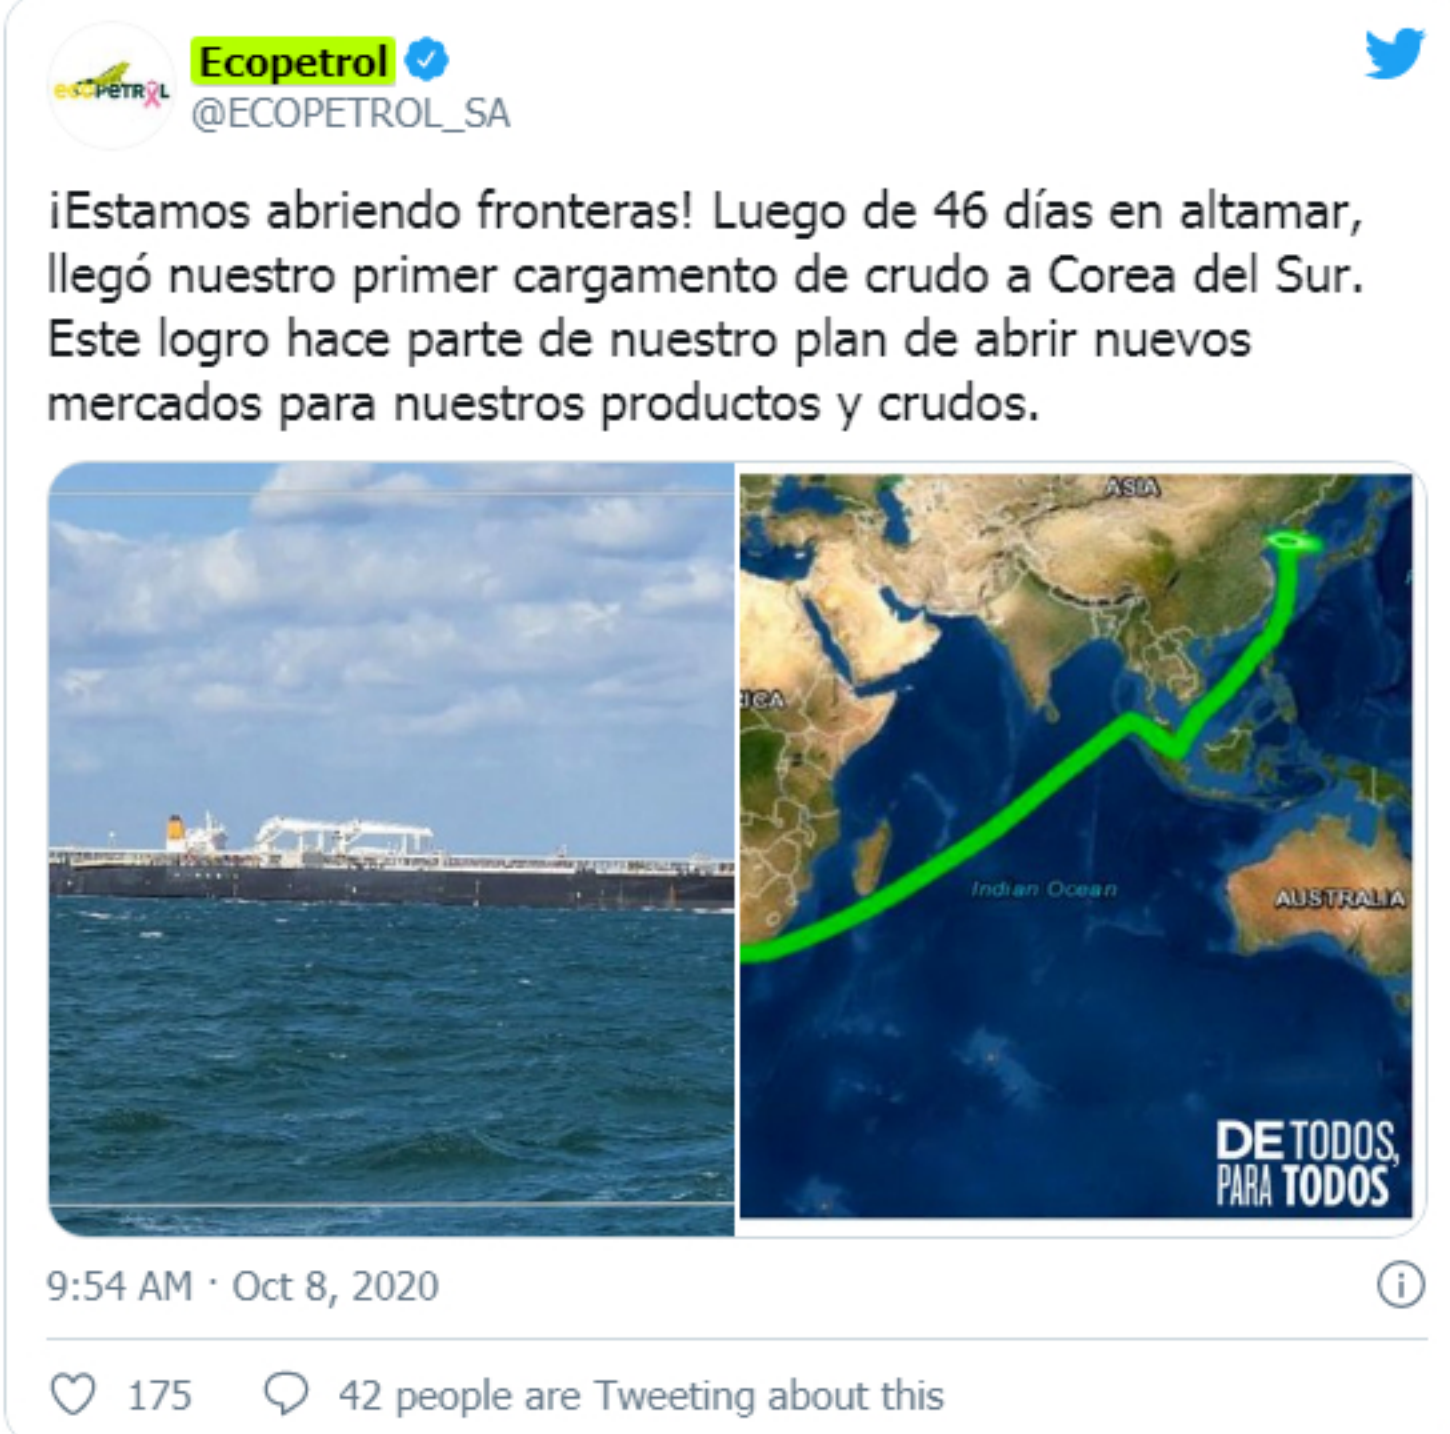 ecOPETRoL
Ecopetrol
@ECOPETROL_SA
¡Estamos abriendo fronteras! Luego de 46 días en altamar,
llegó nuestro primer cargamento de crudo a Corea del Sur.
Este logro hace parte de nuestro plan de abrir nuevos
mercados para nuestros productos y crudos.
ASIA
ICA
Indian Ocean
AUSTRALIA
DE TODOS,
PARA TODOS
9:54 AM · Oct 8, 2020
175
42 people are Tweeting about this